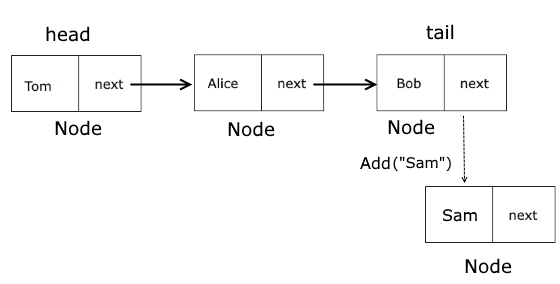 head
tail
Tom next
Alice next
Bob next
Node
Node
Node
Add("Sam")
Sam next
Node